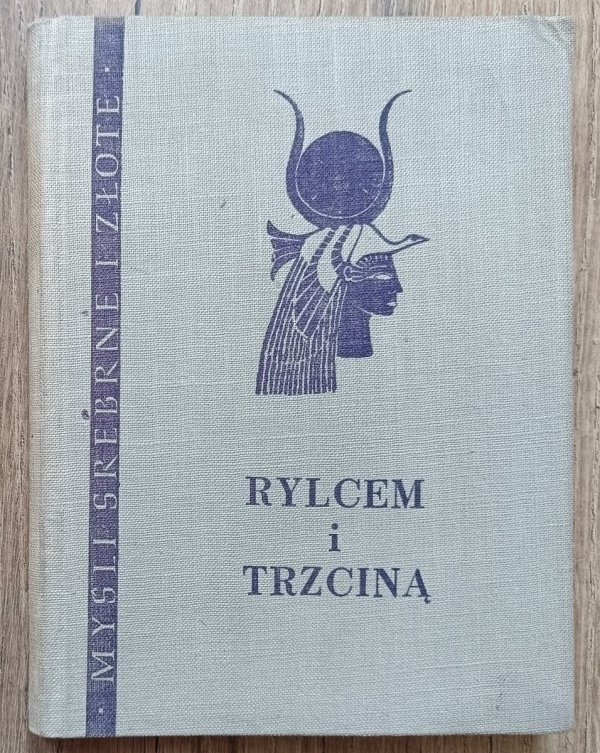 · MYŚLI SREBRNE I ZŁOTE ·
RYLCEM
i
TRZCINĄ